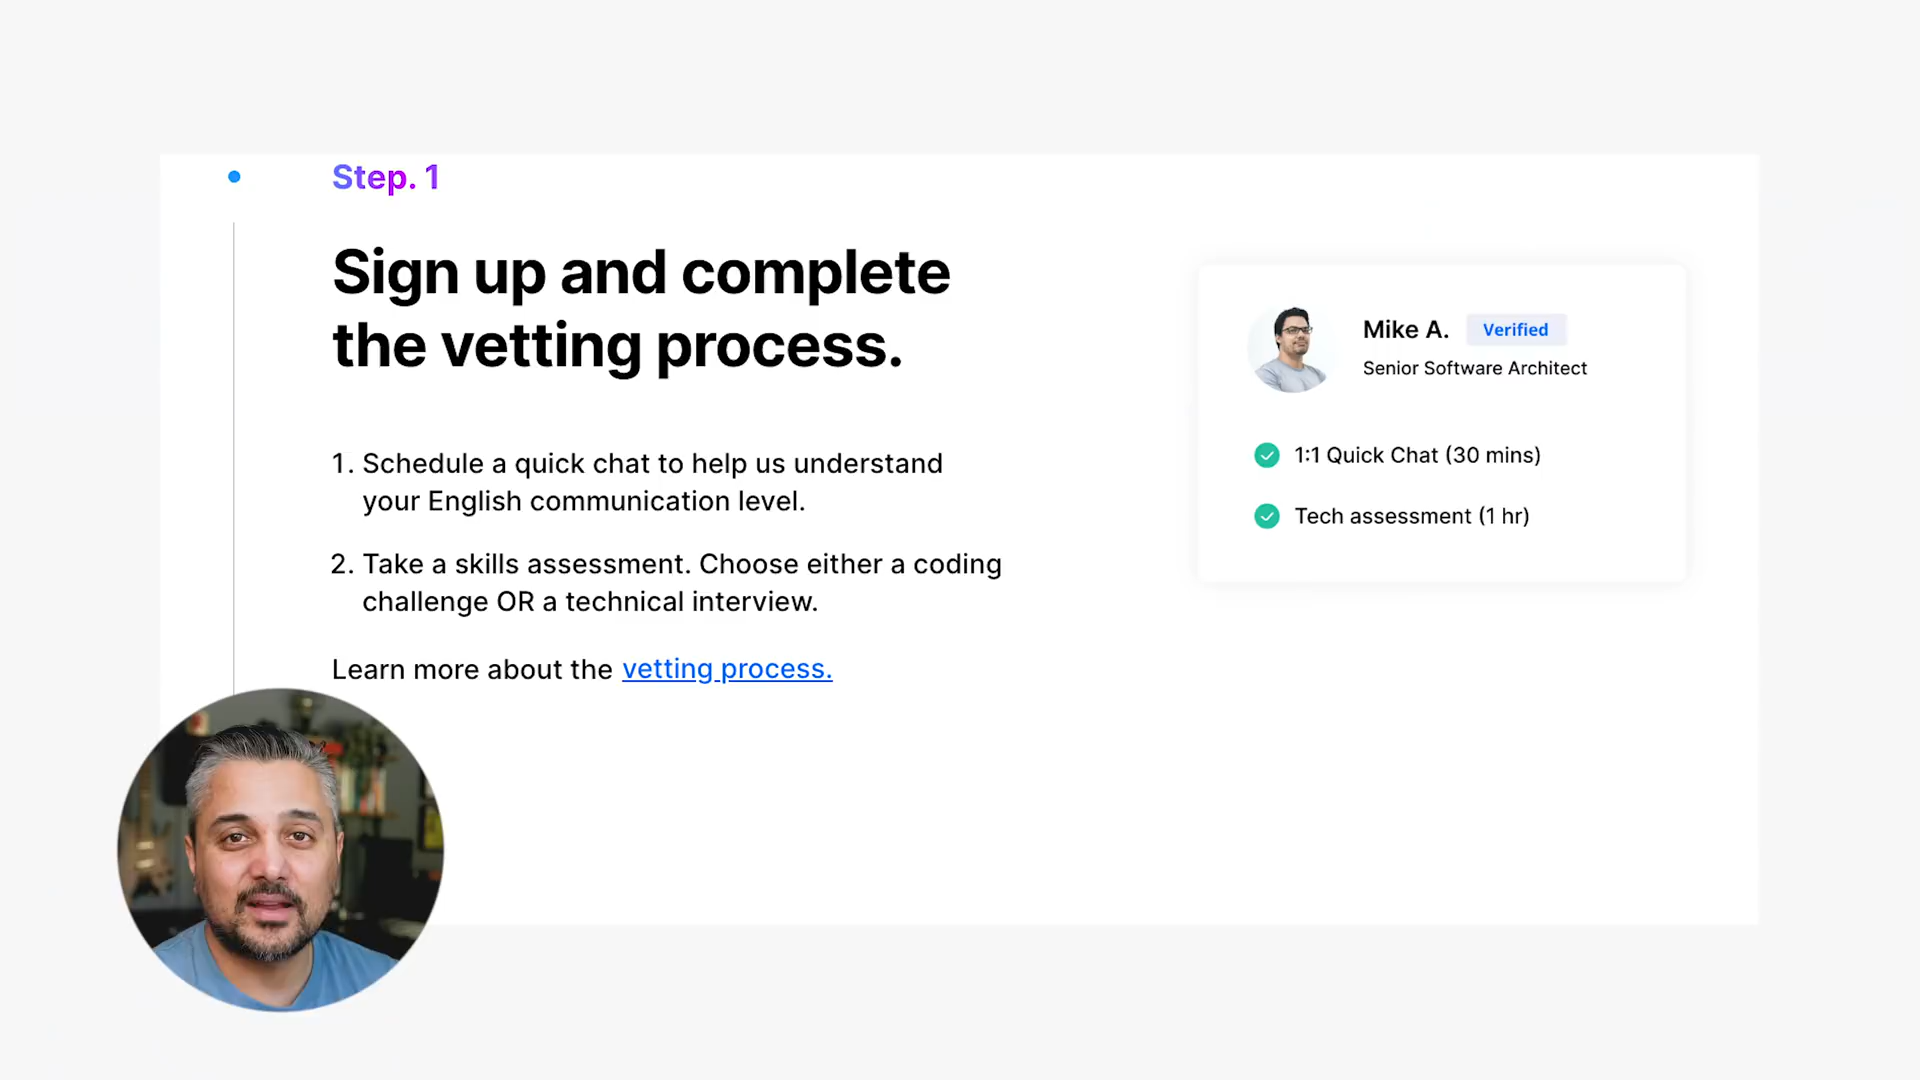 Step. 1
Sign up and complete
the vetting process.
1. Schedule a quick chat to help us understand
your English communication level.
2. Take a skills assessment. Choose either a coding
challenge OR a technical interview.
Learn more about the vetting process.
Mike A. Verified
Senior Software Architect
1:1 Quick Chat (30 mins)
Tech assessment (1 hr)